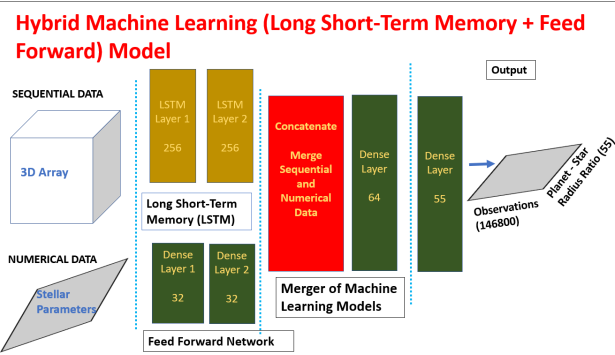 Hybrid Machine Learning (Long Short-Term Memory + Feed
Forward) Model
SEQUENTIAL DATA
3D Array
LSTM
Layer 1
256
LSTM
Layer 2
256
Long Short-Term
Memory (LSTM)
NUMERICAL DATA
Stellar
Parameters
Dense
Layer 1
32
Dense
Layer 2
32
Feed Forward Network
Concatenate
Merge
Sequential
and
Numerical
Data
Dense
Layer
64
Merger of Machine
Learning Models
Dense
Layer
55
Output
Observations
(146800)
Planet - Star
Radius Ratio (55)